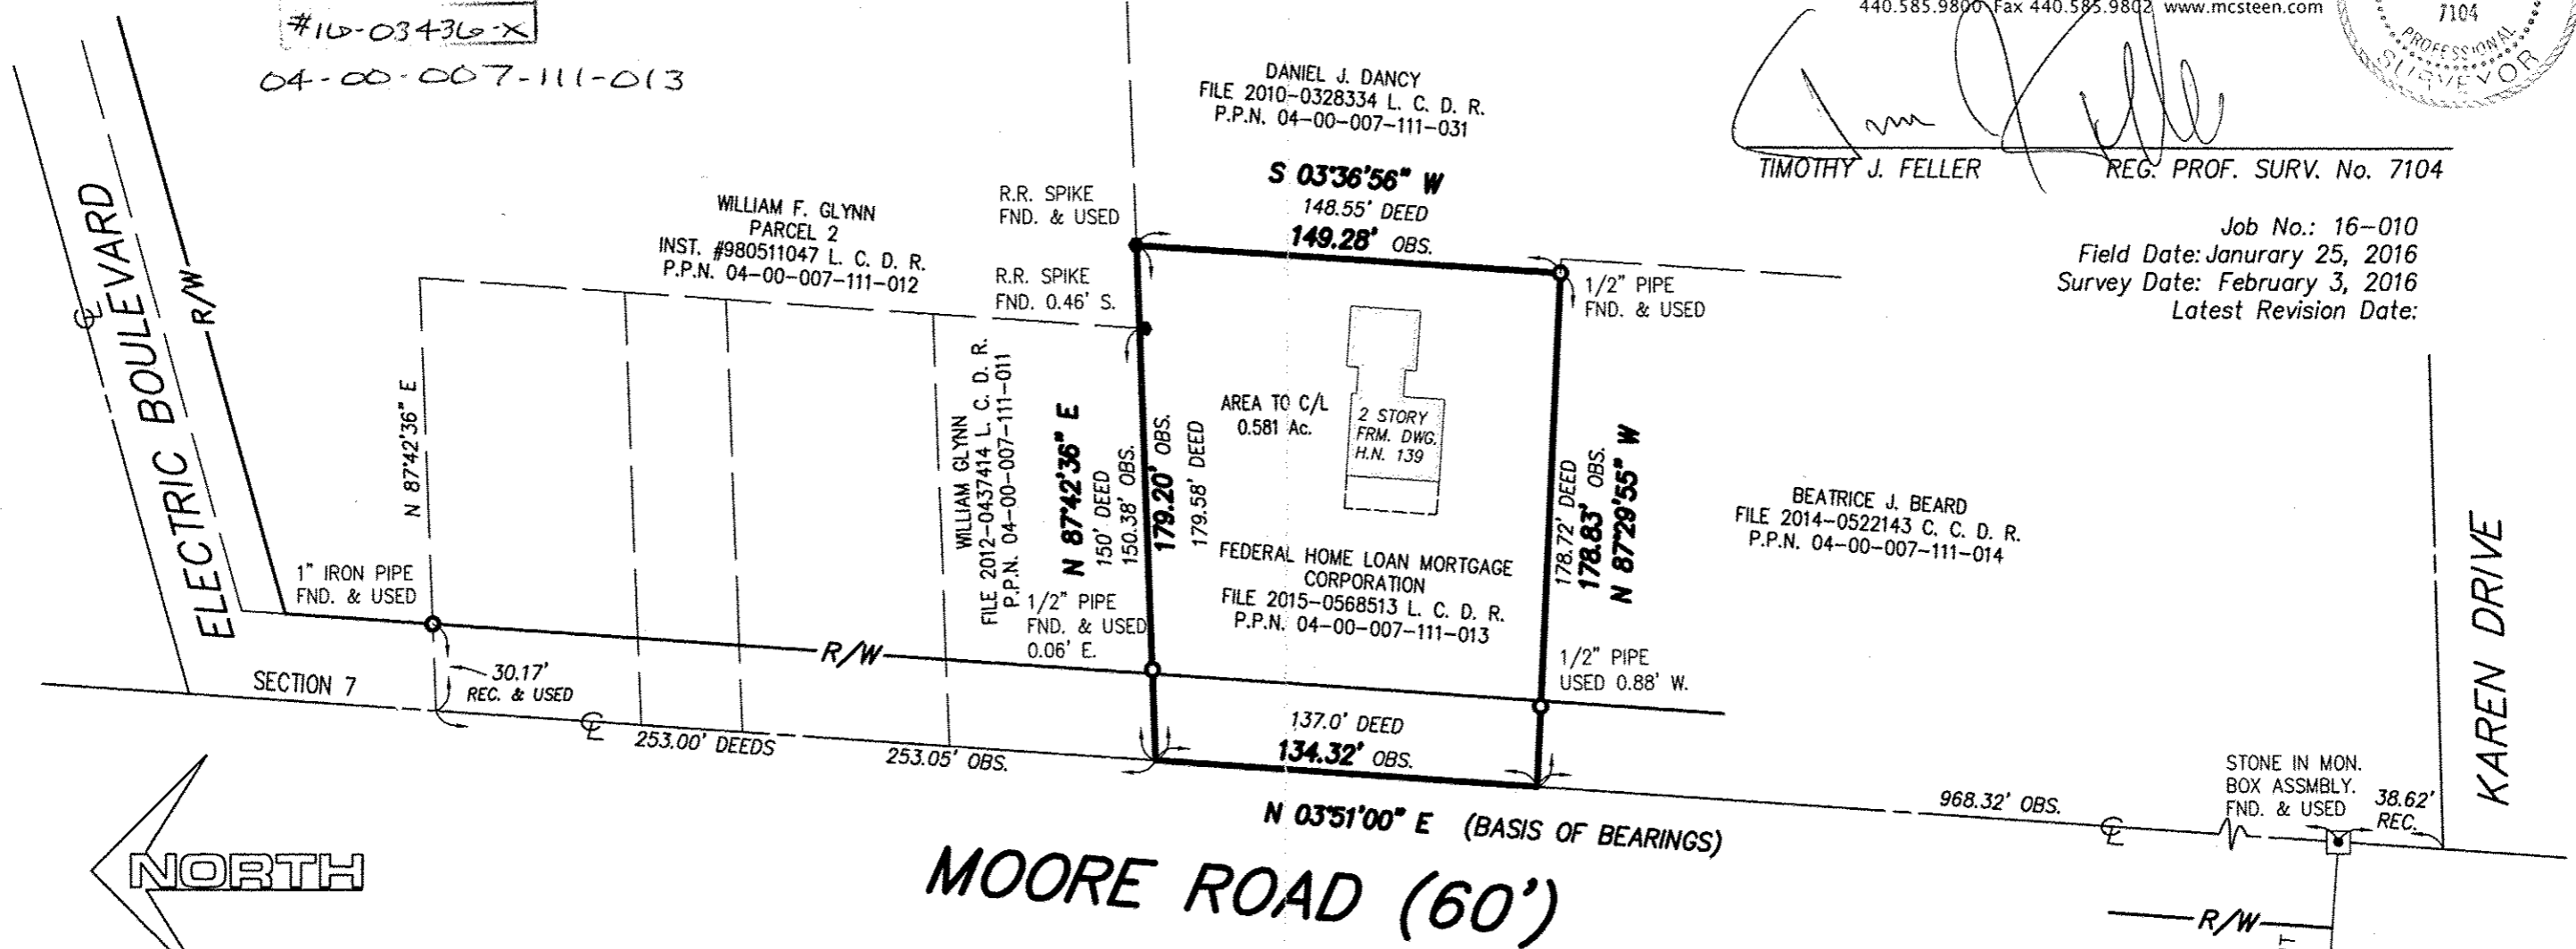 #16-03436-X
04-00-007-111-013
440.585.9800 Fax 440.585.9802 www.mcsteen.com
7104
PROFESSIONAL
SURVEYOR
TIMOTHY J. FELLER
REG. PROF. SURV. No. 7104
Job No.: 16-010
Field Date: Janurary 25, 2016
Survey Date: February 3, 2016
Latest Revision Date:
DANIEL J. DANCY
FILE 2010-0328334 L. C. D. R.
P.P.N. 04-00-007-111-031
S 03°36'56" W
148.55' DEED
149.28' OBS.
R.R. SPIKE
FND. & USED
WILLIAM F. GLYNN
PARCEL 2
INST. #980511047 L. C. D. R.
P.P.N. 04-00-007-111-012
R.R. SPIKE
FND. 0.46' S.
1/2" PIPE
FND. & USED
ELECTRIC BOULEVARD
R/W
℄
N 87°42'36" E
WILLIAM GLYNN
FILE 2012-0437414 L. C. D. R.
P.P.N. 04-00-007-111-011
N 87°42'36" E
150' DEED
150.38' OBS.
179.20' OBS.
179.58' DEED
AREA TO C/L
0.581 Ac.
2 STORY
FRM. DWG.
H.N. 139
FEDERAL HOME LOAN MORTGAGE
CORPORATION
FILE 2015-0568513 L. C. D. R.
P.P.N. 04-00-007-111-013
178.72' DEED
178.83' OBS.
N 87°29'55" W
BEATRICE J. BEARD
FILE 2014-0522143 C. C. D. R.
P.P.N. 04-00-007-111-014
KAREN DRIVE
1" IRON PIPE
FND. & USED
1/2" PIPE
FND. & USED
0.06' E.
R/W
1/2" PIPE
USED 0.88' W.
SECTION 7
30.17'
REC. & USED
℄
253.00' DEEDS
253.05' OBS.
137.0' DEED
134.32' OBS.
N 03°51'00" E (BASIS OF BEARINGS)
968.32' OBS.
℄
STONE IN MON.
BOX ASSMBLY.
FND. & USED
38.62'
REC.
NORTH
MOORE ROAD (60')
R/W